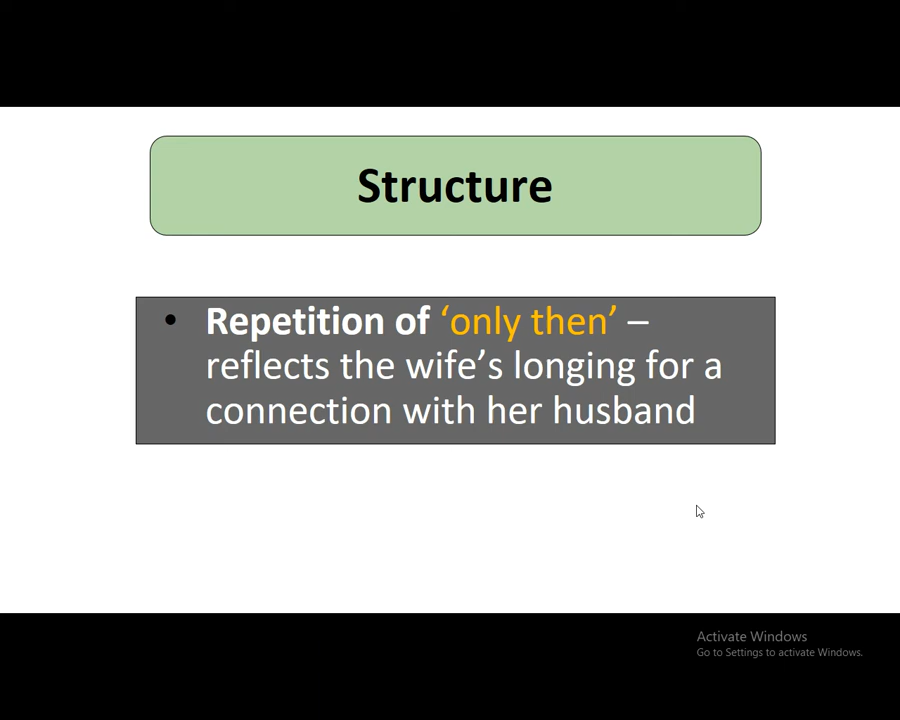 Structure
• Repetition of ‘only then’ –
reflects the wife’s longing for a
connection with her husband
Activate Windows
Go to Settings to activate Windows.